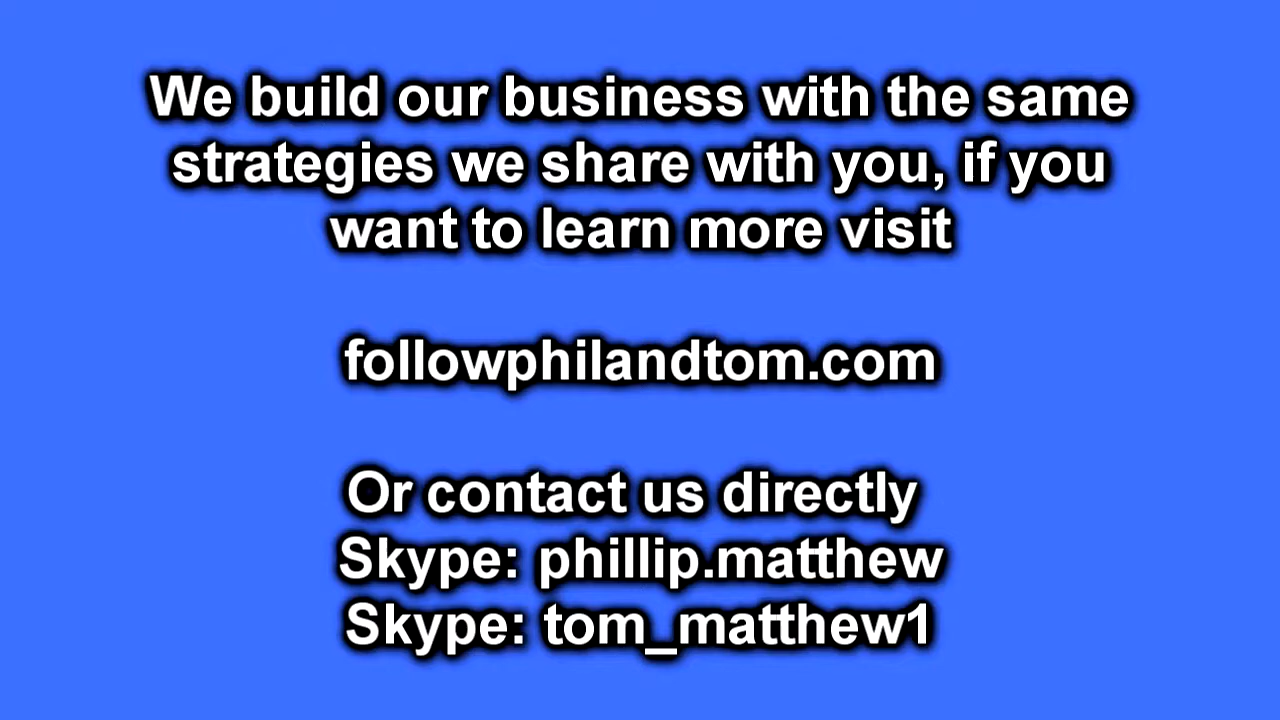 We build our business with the same
strategies we share with you, if you
want to learn more visit
followphilandtom.com
Or contact us directly
Skype: phillip.matthew
Skype: tom_matthew1